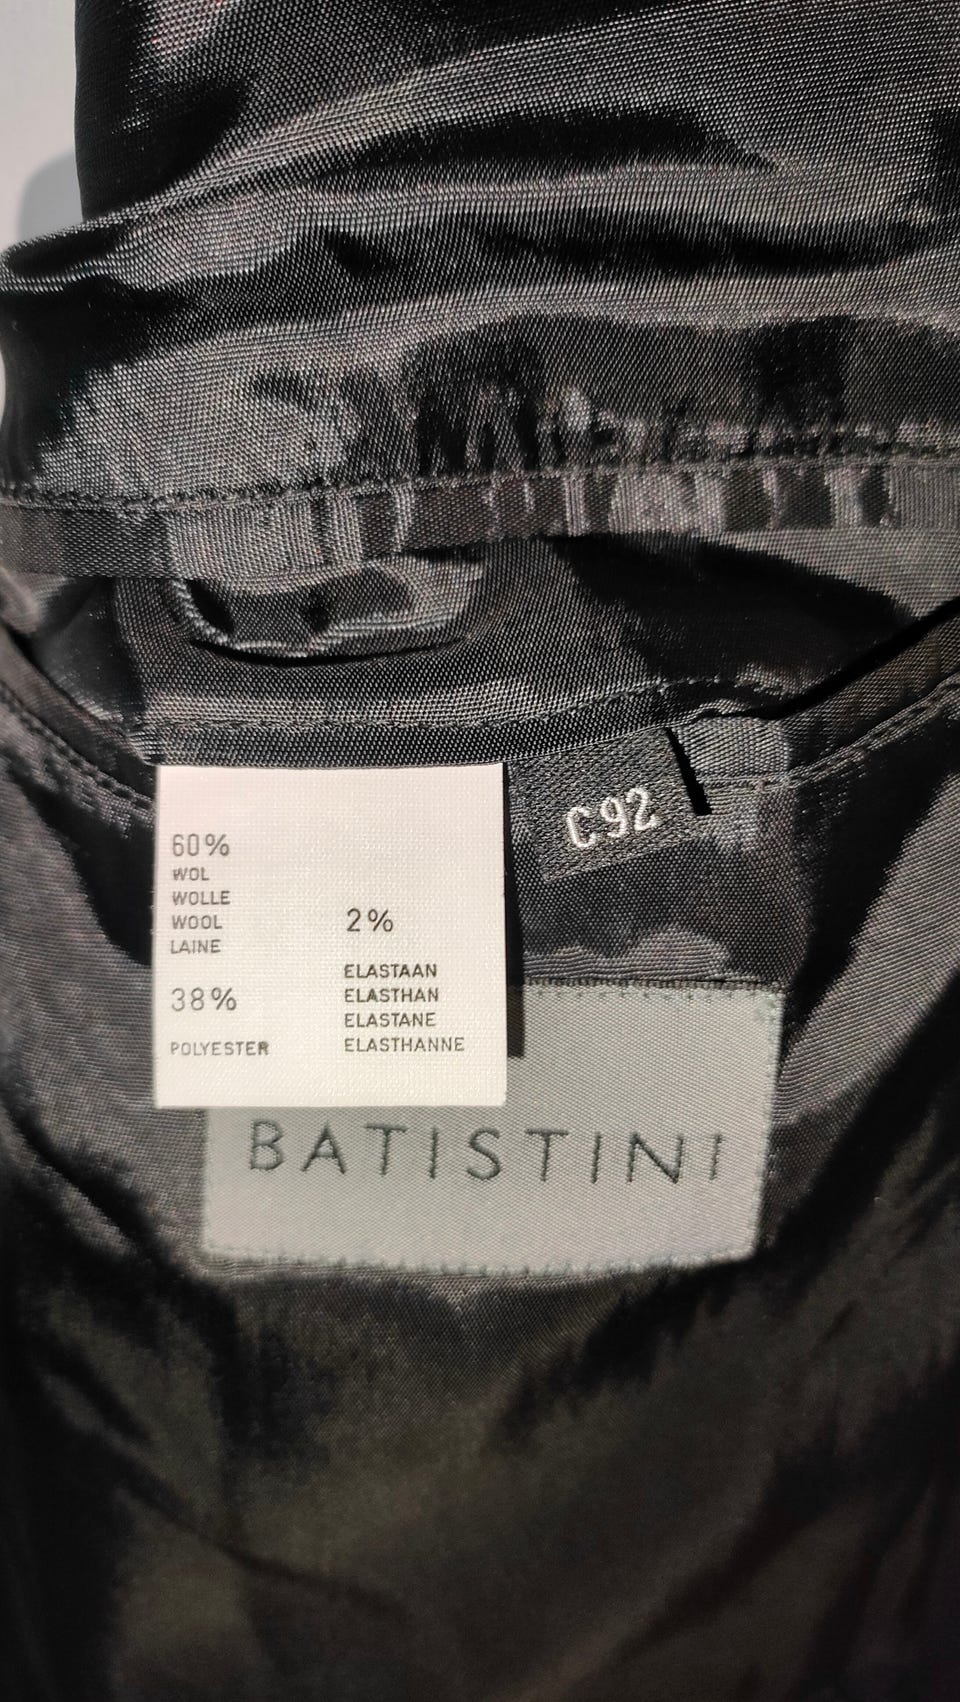 60%
WOL
WOLLE
WOOL
LAINE
38%
POLYESTER
2%
ELASTAAN
ELASTHAN
ELASTANE
ELASTHANNE
C92
BATISTINI